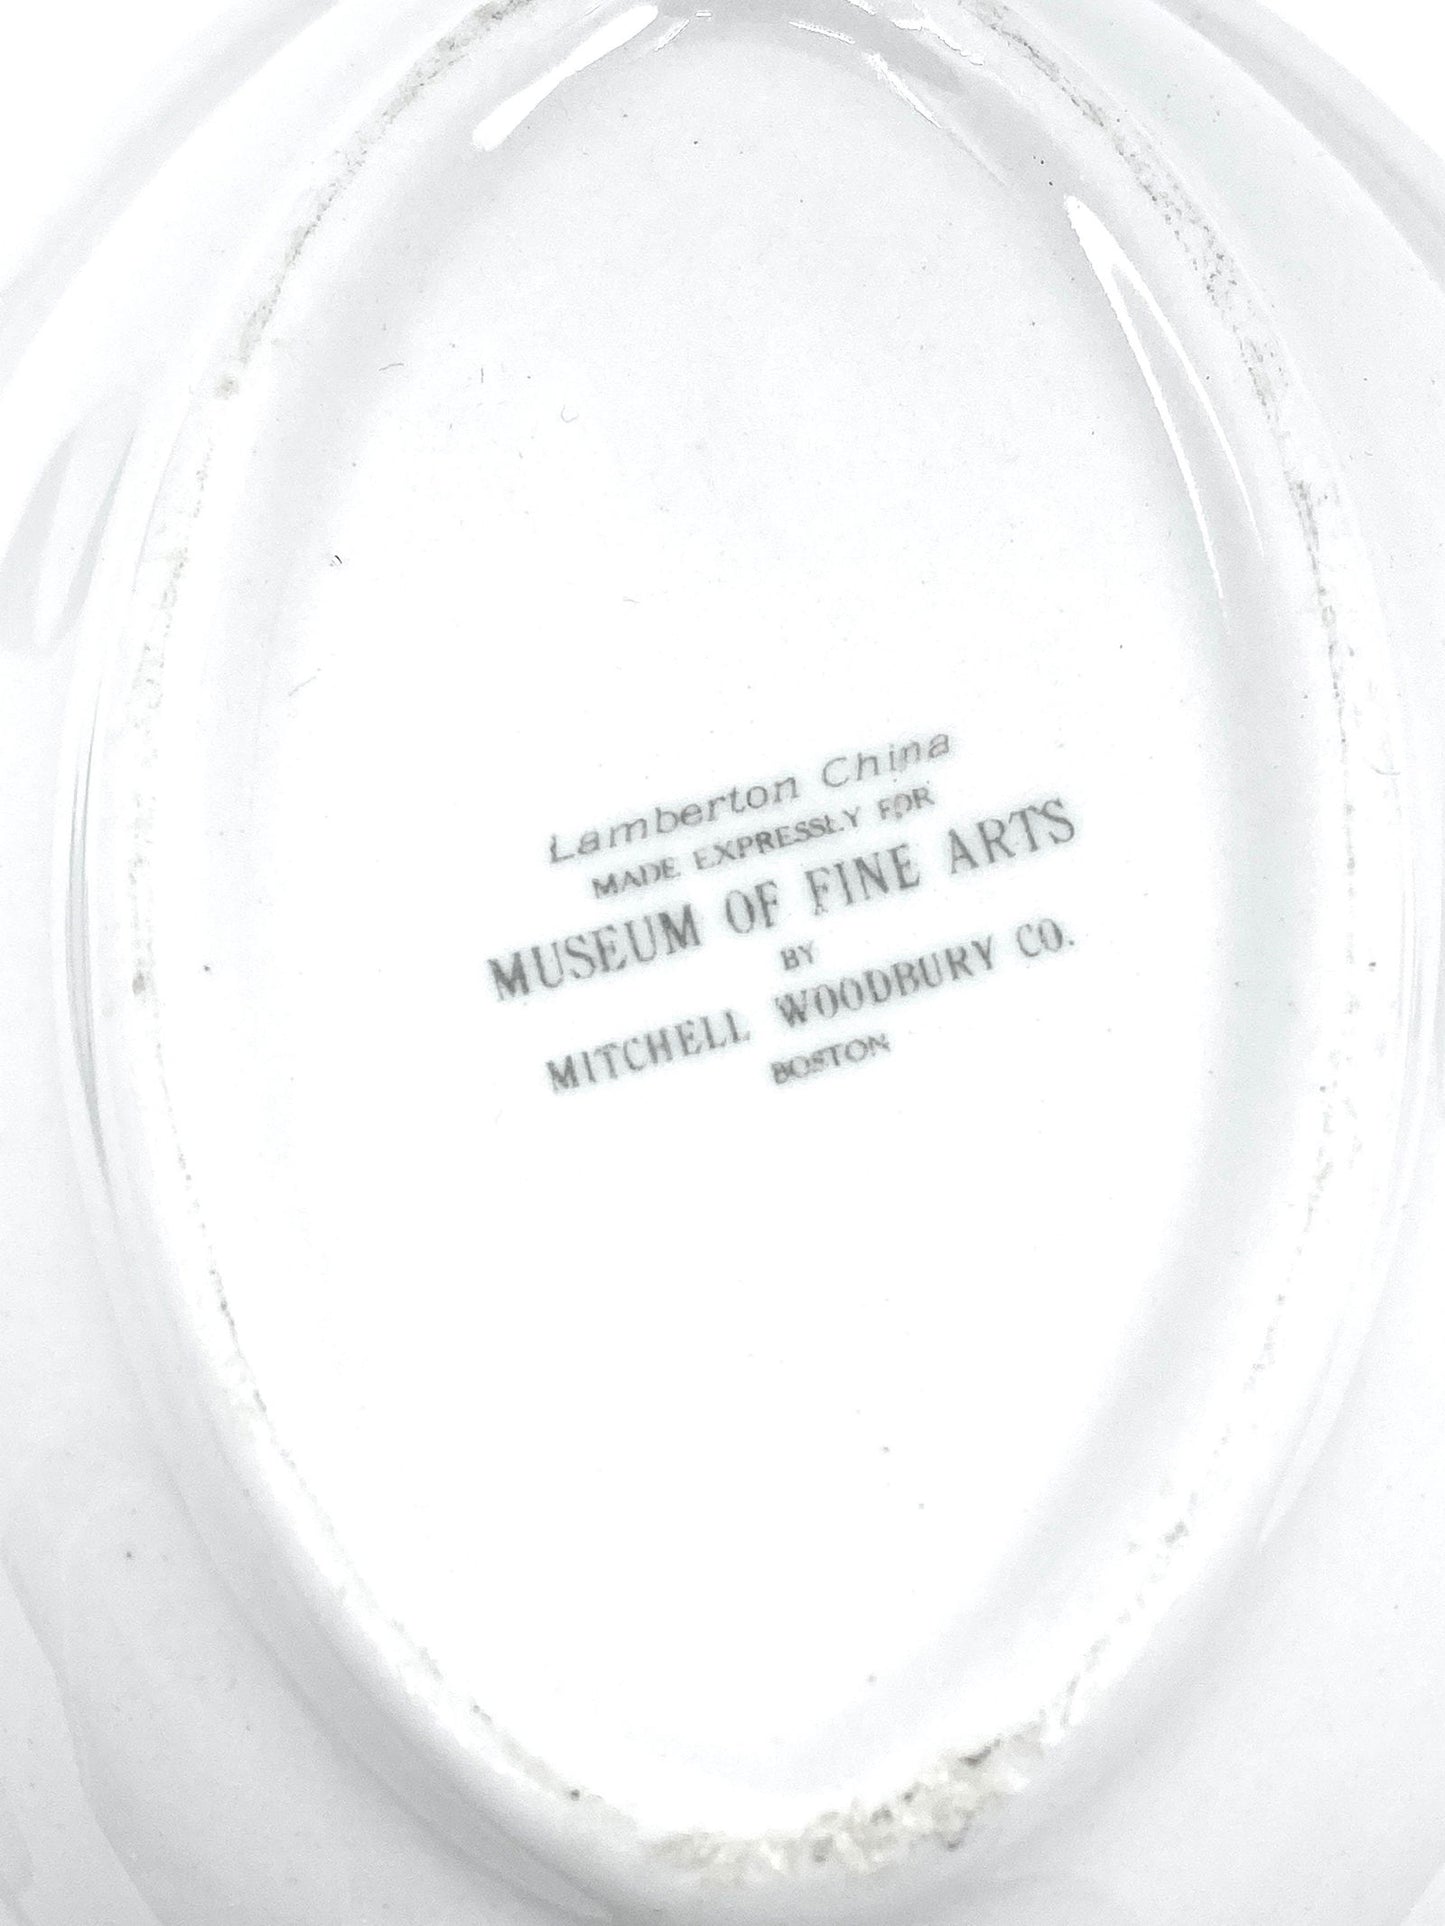 Lamberton China
MADE EXPRESSLY FOR
MUSEUM OF FINE ARTS
BY
MITCHELL WOODBURY CO.
BOSTON